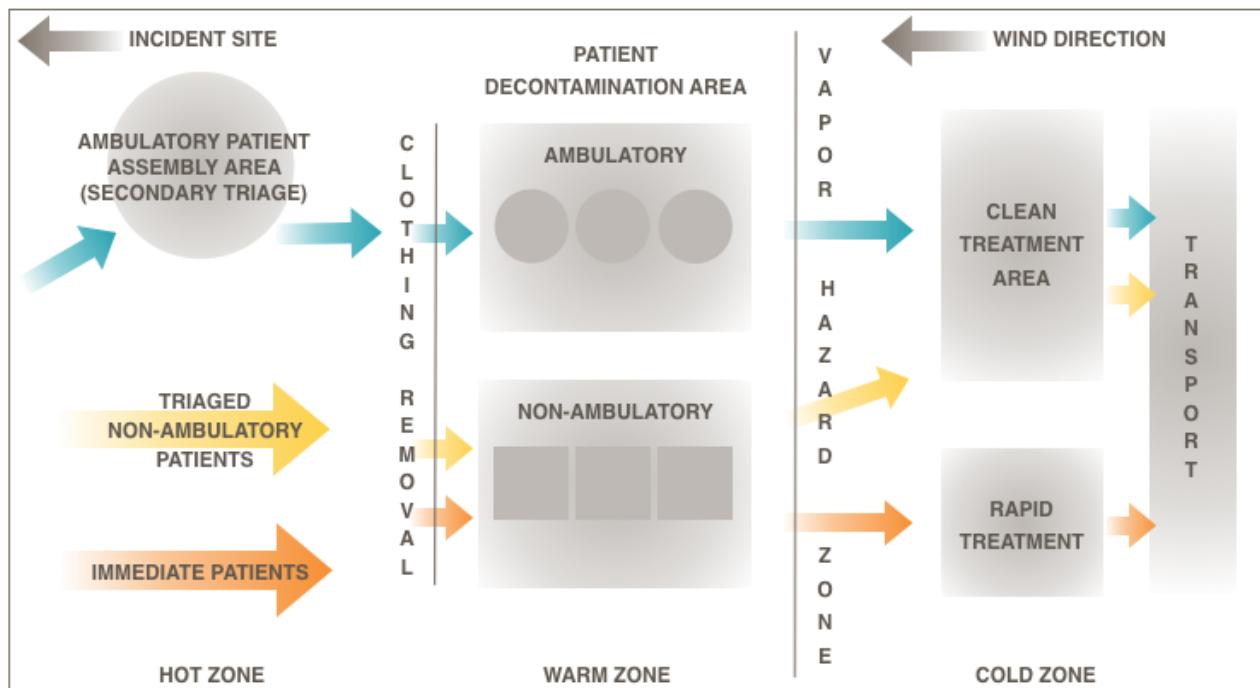 INCIDENT SITE
WIND DIRECTION
PATIENT
DECONTAMINATION AREA
AMBULATORY PATIENT
ASSEMBLY AREA
(SECONDARY TRIAGE)
CLOTHING REMOVAL
AMBULATORY
VAPOR HAZARD ZONE
CLEAN
TREATMENT
AREA
TRANSPORT
TRIAGED
NON-AMBULATORY
PATIENTS
NON-AMBULATORY
RAPID
TREATMENT
IMMEDIATE PATIENTS
HOT ZONE
WARM ZONE
COLD ZONE